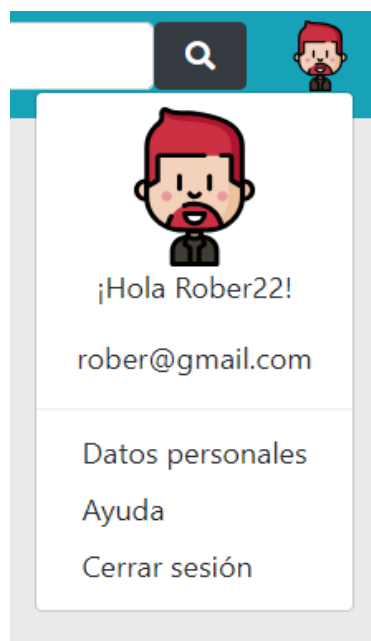 ¡Hola Rober22!
rober@gmail.com
Datos personales
Ayuda
Cerrar sesión